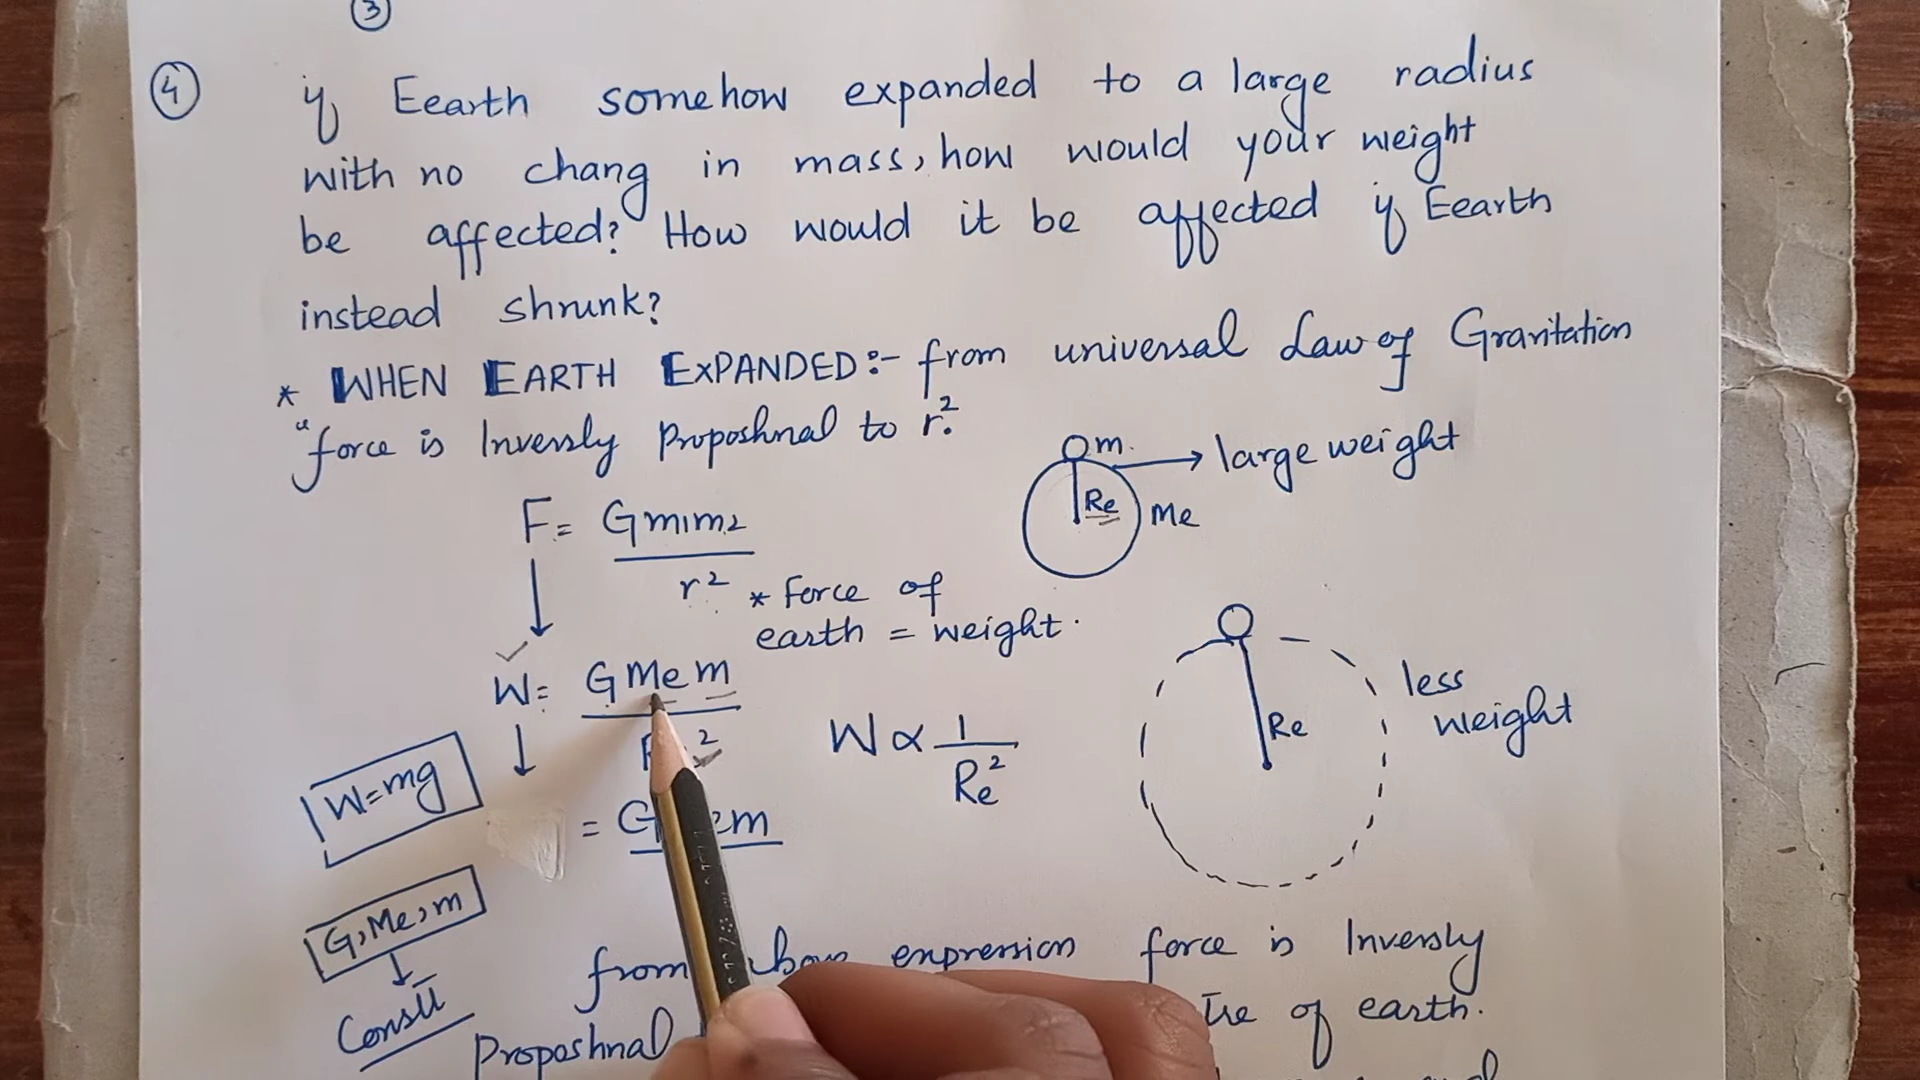 3
4
if Eearth somehow expanded to a large radius
with no chang in mass, how would your weight
be affected? How would it be affected if Eearth
instead shrunk?
* WHEN EARTH EXPANDED:- from universal Law of Gravitation
"force is Inversly Proposhnal to r².
F = Gm1m2
r²
* Force of
earth = weight.
m.
large weight
Re
Me
W = GMem
²
W ∝ 1
Re²
Re
less
weight
W=mg
= G em
G, Me, m
from expression force is Inversly
Proposhnal of earth.